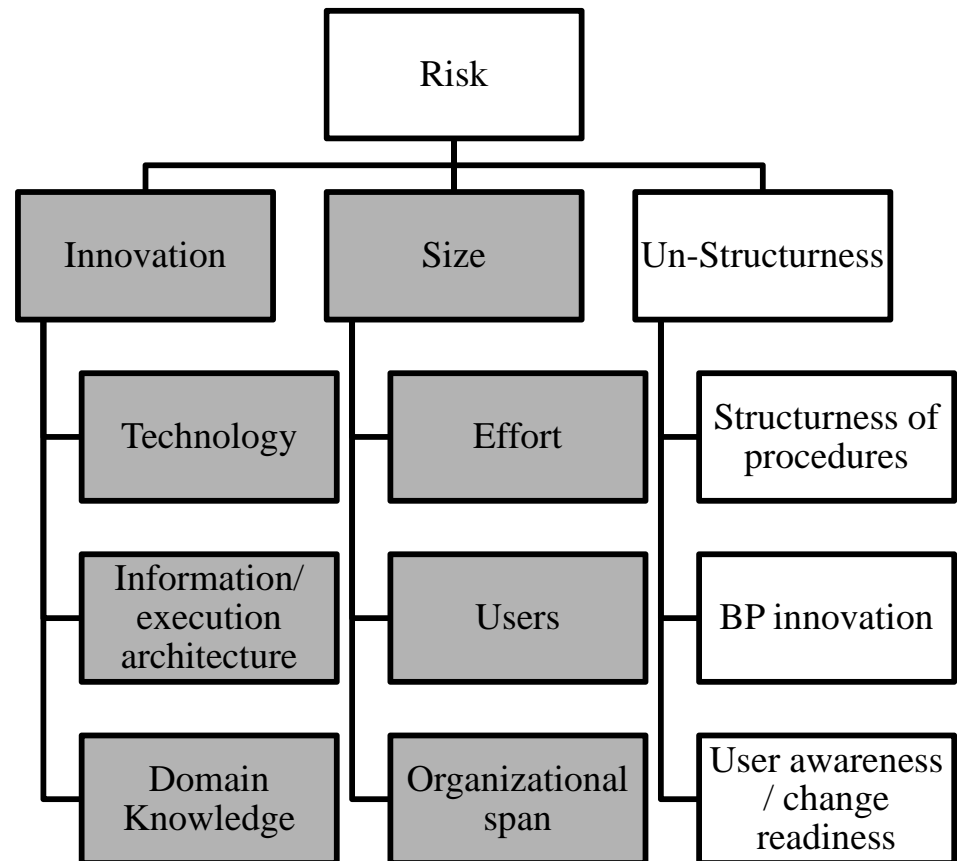 Risk
Innovation
Size
Un-Structurness
Technology
Effort
Structurness of
procedures
Information/
execution
architecture
Users
BP innovation
Domain
Knowledge
Organizational
span
User awareness
/ change
readiness